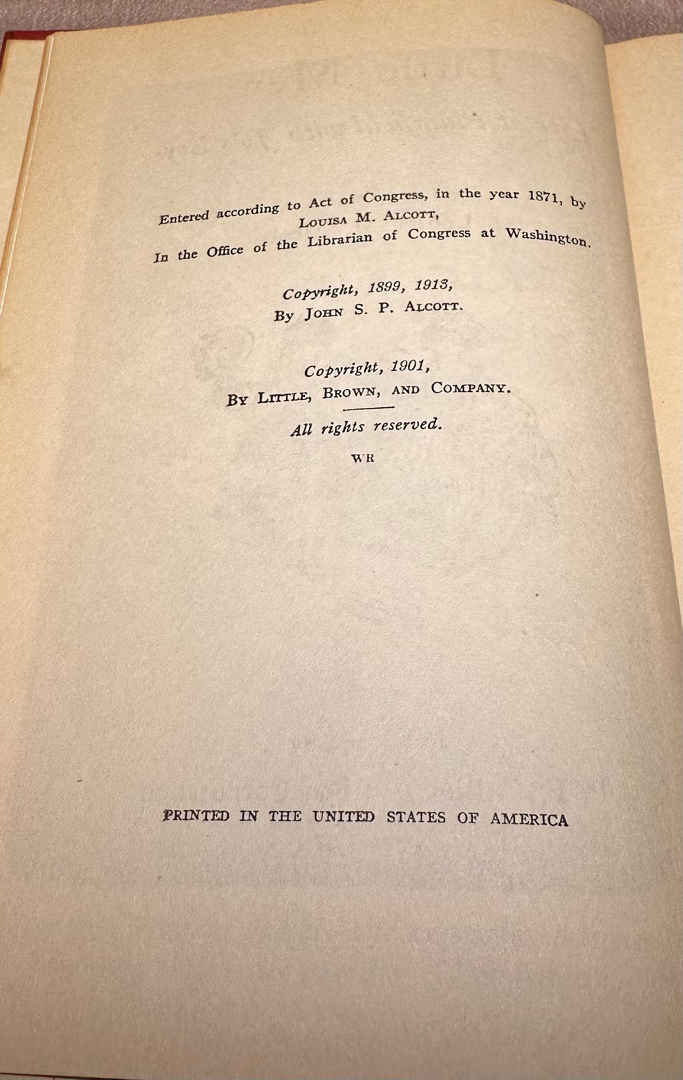 Entered according to Act of Congress, in the year 1871, by
LOUISA M. ALCOTT,
In the Office of the Librarian of Congress at Washington.
Copyright, 1899, 1913,
By JOHN S. P. ALCOTT.
Copyright, 1901,
By LITTLE, BROWN, AND COMPANY.
All rights reserved.
WR
PRINTED IN THE UNITED STATES OF AMERICA